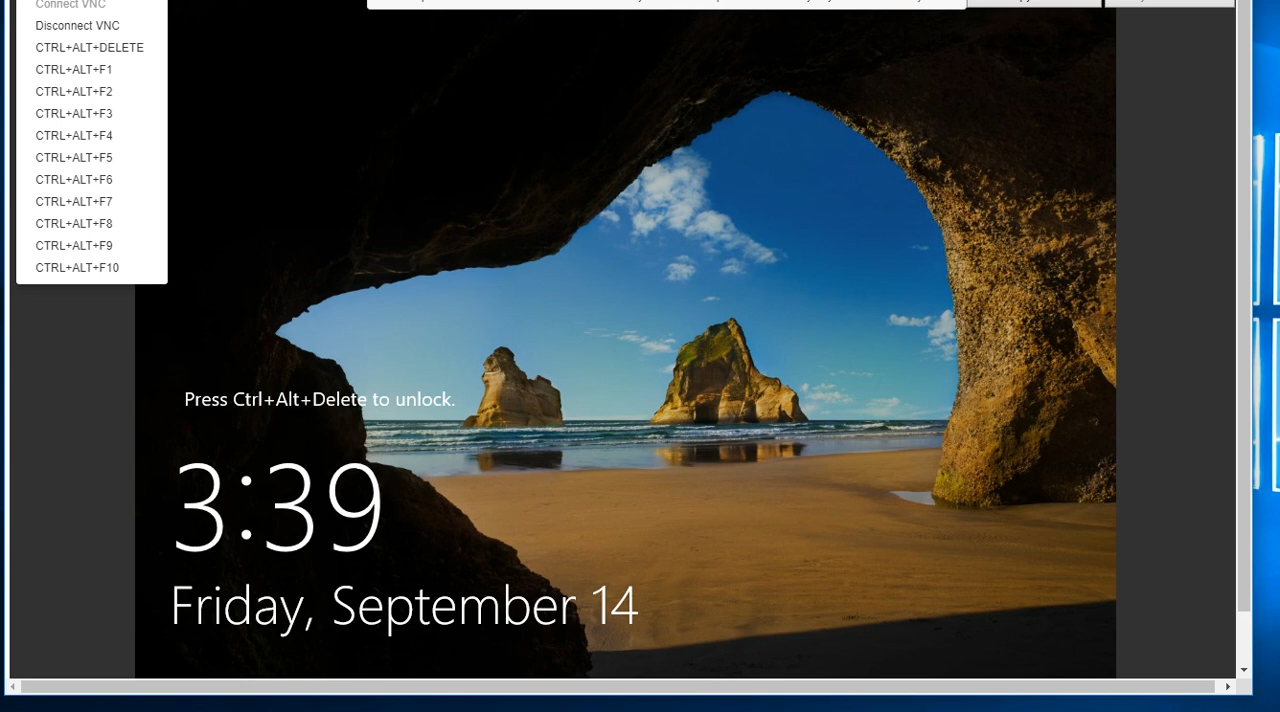 Connect VNC
Disconnect VNC
CTRL+ALT+DELETE
CTRL+ALT+F1
CTRL+ALT+F2
CTRL+ALT+F3
CTRL+ALT+F4
CTRL+ALT+F5
CTRL+ALT+F6
CTRL+ALT+F7
CTRL+ALT+F8
CTRL+ALT+F9
CTRL+ALT+F10
Press Ctrl+Alt+Delete to unlock.
3:39
Friday, September 14